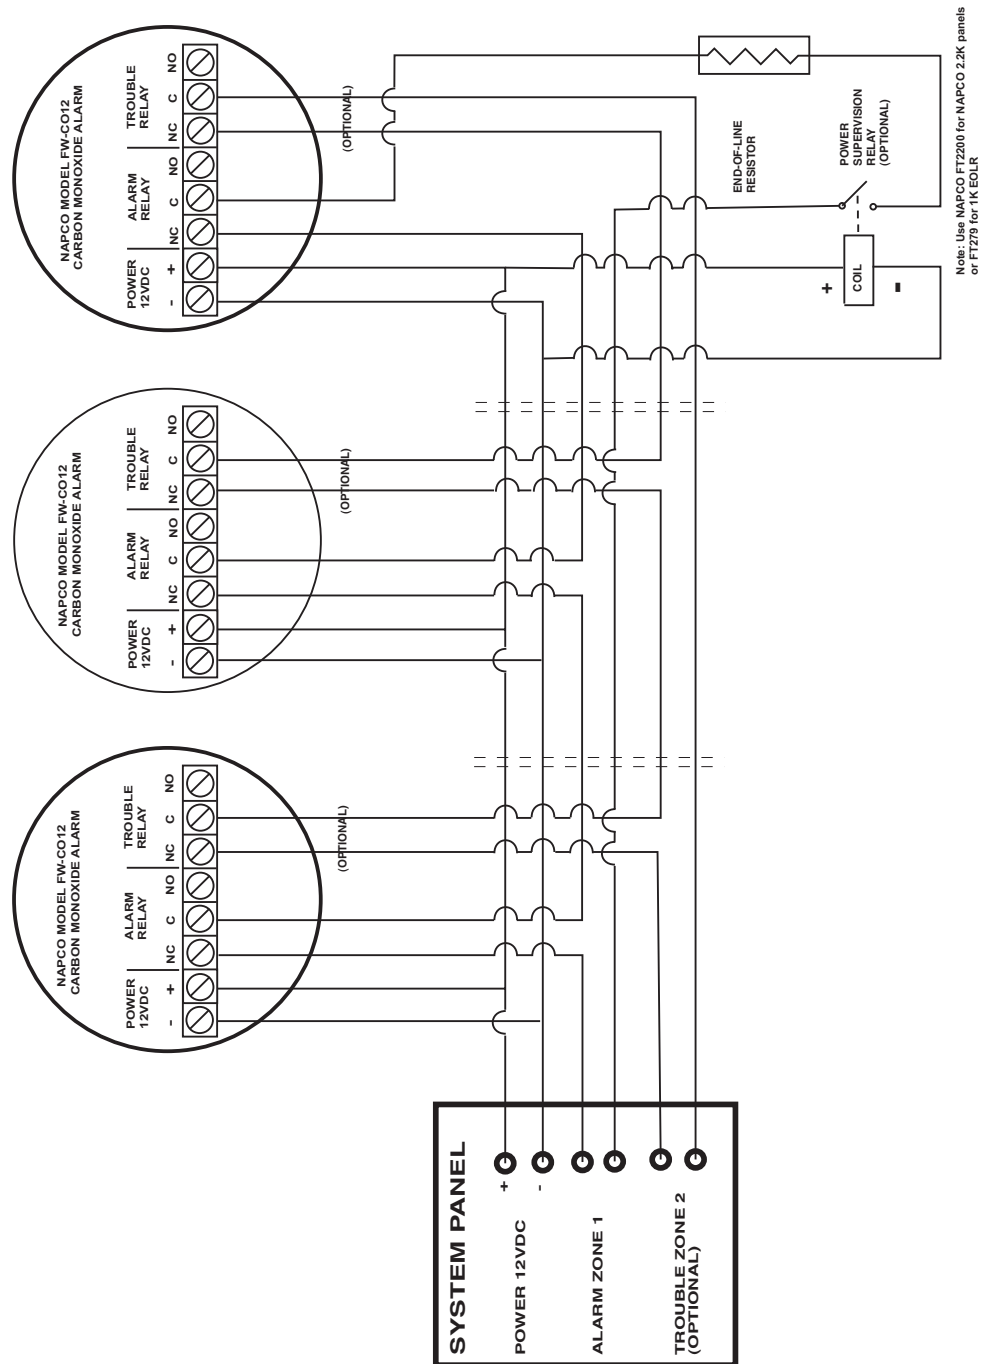 NAPCO MODEL FW-CO12
CARBON MONOXIDE ALARM
POWER
12VDC
ALARM
RELAY
TROUBLE
RELAY
- + NC C NO NC C NO
(OPTIONAL)
NAPCO MODEL FW-CO12
CARBON MONOXIDE ALARM
POWER
12VDC
ALARM
RELAY
TROUBLE
RELAY
- + NC C NO NC C NO
(OPTIONAL)
NAPCO MODEL FW-CO12
CARBON MONOXIDE ALARM
POWER
12VDC
ALARM
RELAY
TROUBLE
RELAY
- + NC C NO NC C NO
(OPTIONAL)
SYSTEM PANEL
POWER 12VDC
+
-
ALARM ZONE 1
TROUBLE ZONE 2
(OPTIONAL)
END-OF-LINE
RESISTOR
POWER
SUPERVISION
RELAY
(OPTIONAL)
+
COIL
-
Note: Use NAPCO FT2200 for NAPCO 2.2K panels
or FT279 for 1K EOLR